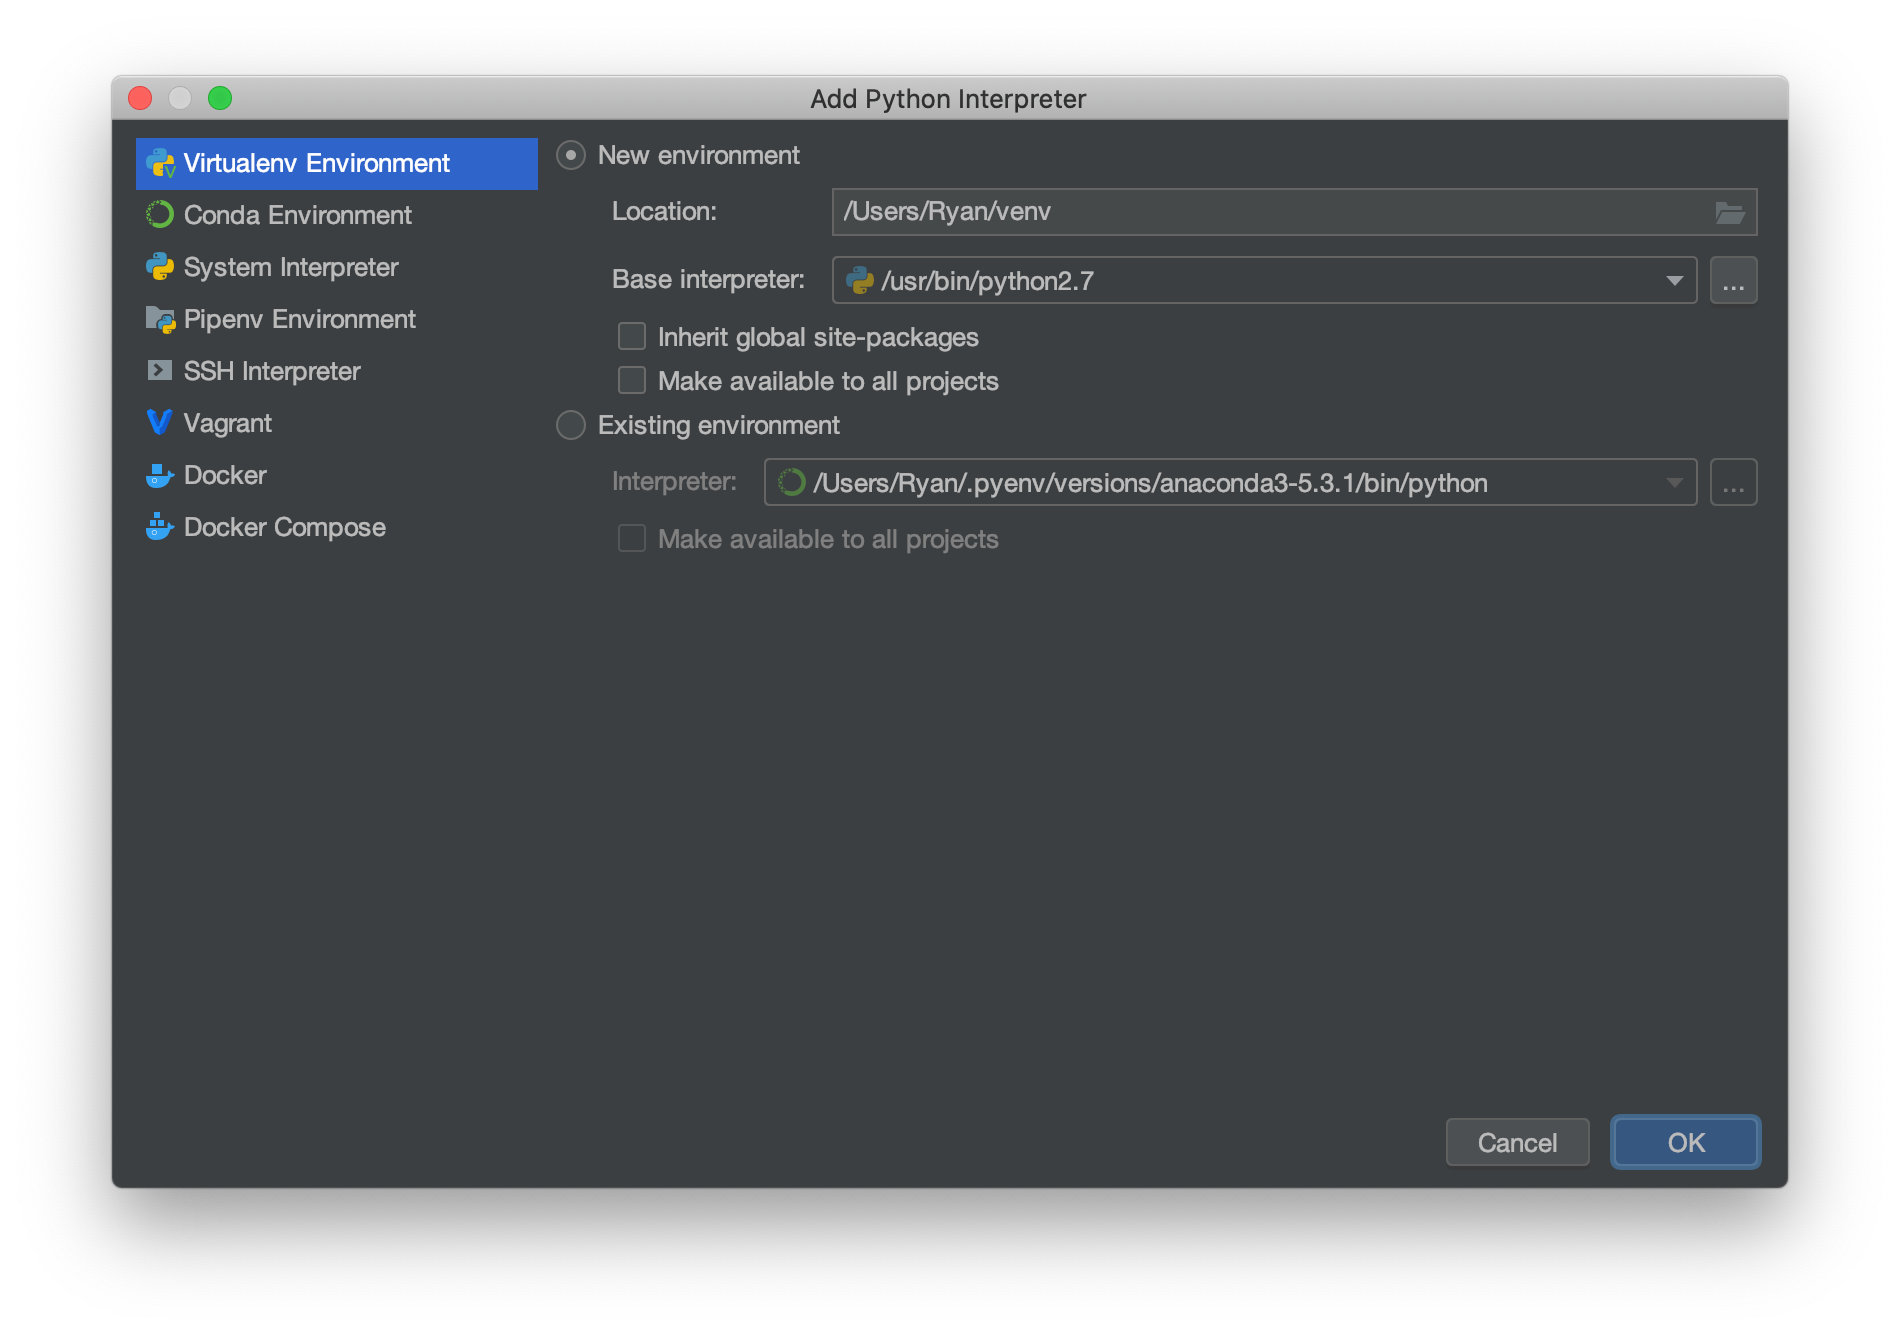 Add Python Interpreter
Virtualenv Environment
Conda Environment
System Interpreter
Pipenv Environment
SSH Interpreter
Vagrant
Docker
Docker Compose
New environment
Location: /Users/Ryan/venv
Base interpreter: /usr/bin/python2.7 ...
Inherit global site-packages
Make available to all projects
Existing environment
Interpreter: /Users/Ryan/.pyenv/versions/anaconda3-5.3.1/bin/python ...
Make available to all projects
Cancel OK